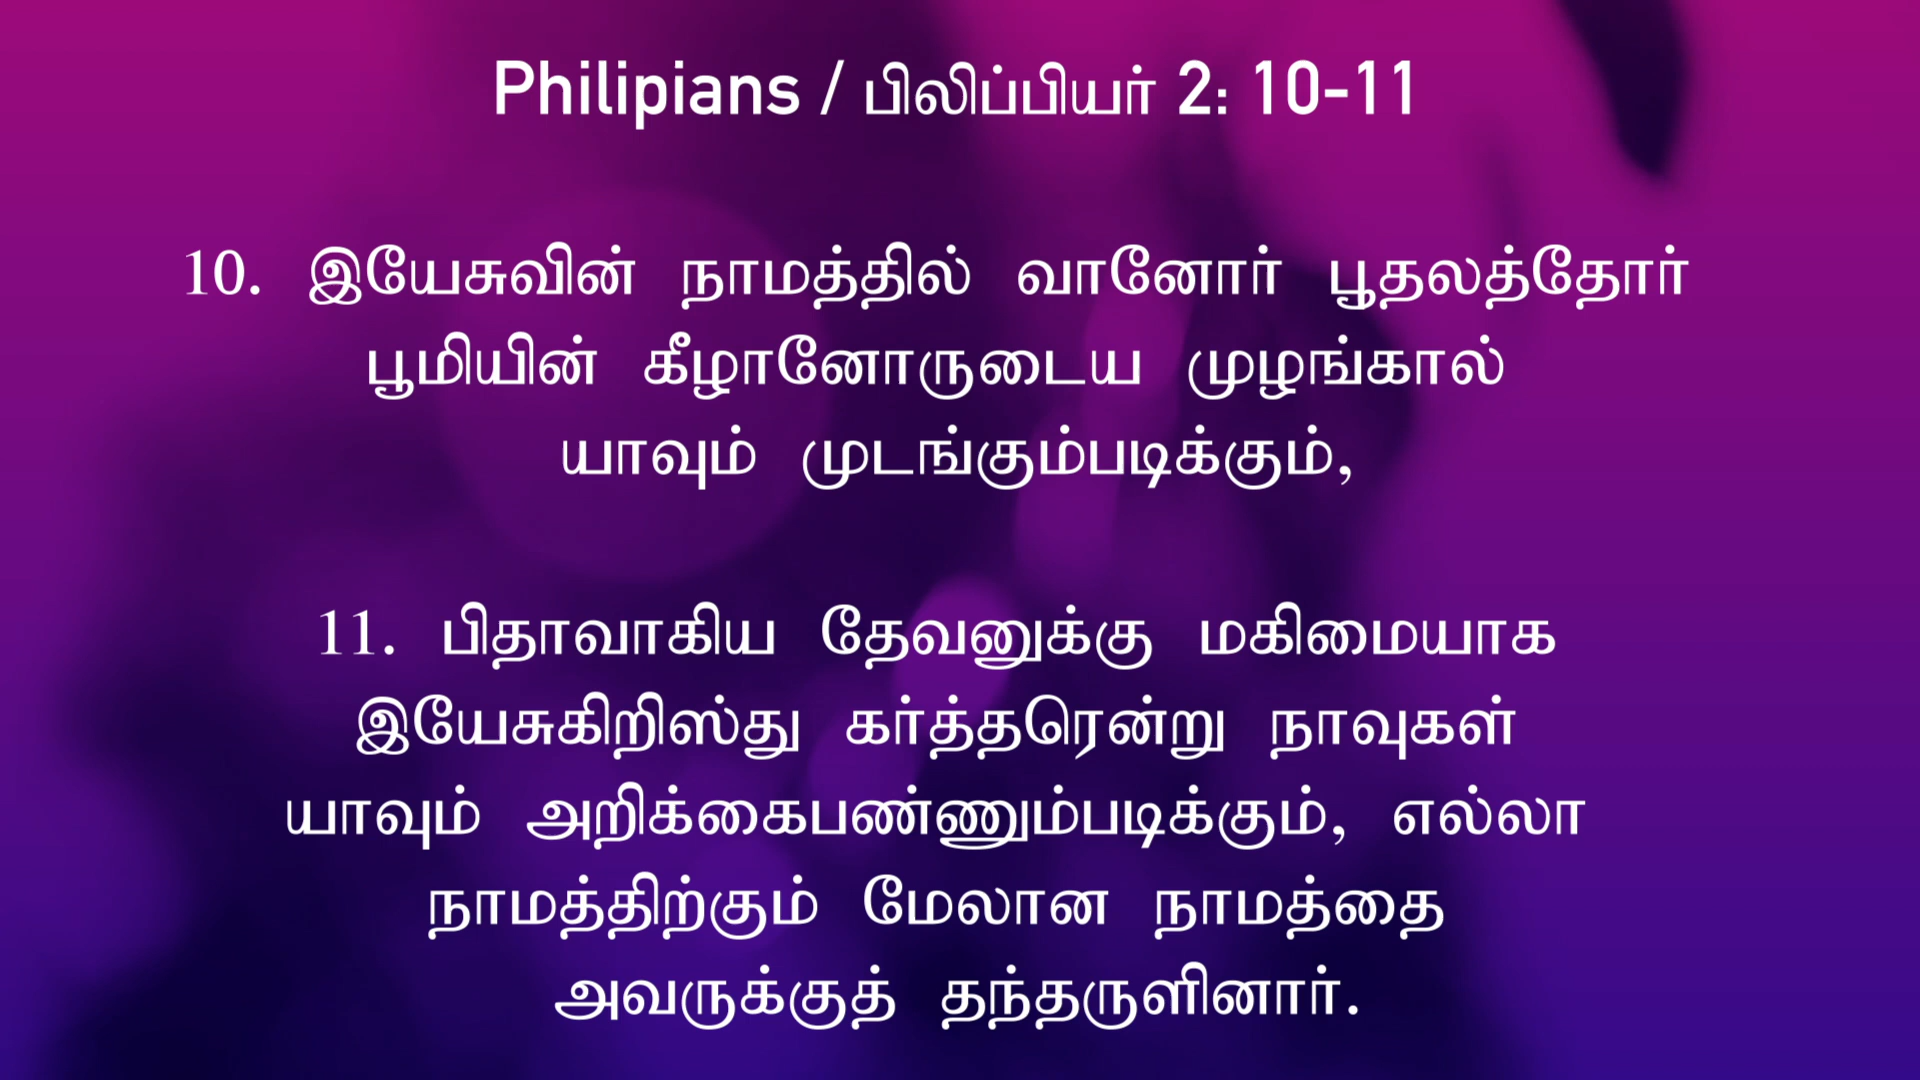 Philipians / பிலிப்பியர் 2: 10-11
10. இயேசுவின் நாமத்தில் வானோர் பூதலத்தோர்
பூமியின் கீழானோருடைய முழங்கால்
யாவும் முடங்கும்படிக்கும்,
11. பிதாவாகிய தேவனுக்கு மகிமையாக
இயேசுகிறிஸ்து கர்த்தரென்று நாவுகள்
யாவும் அறிக்கைபண்ணும்படிக்கும், எல்லா
நாமத்திற்கும் மேலான நாமத்தை
அவருக்குத் தந்தருளினார்.